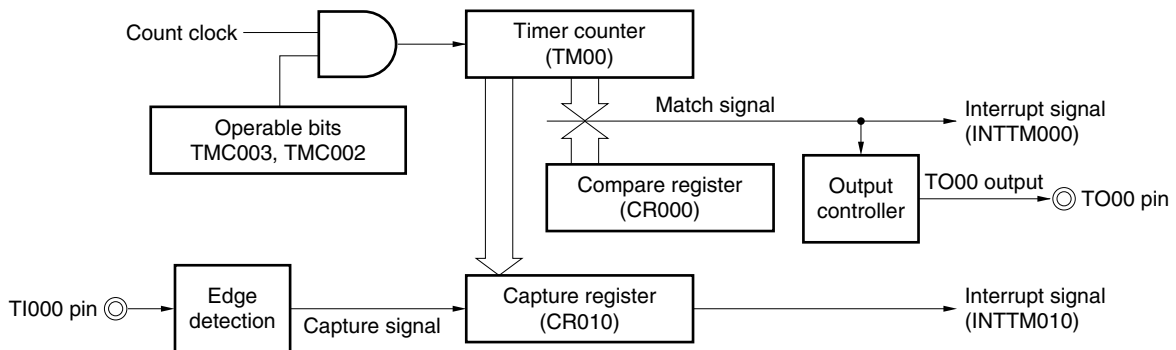 Count clock
Timer counter
(TM00)
Operable bits
TMC003, TMC002
Match signal
Interrupt signal
(INTTM000)
Compare register
(CR000)
Output
controller
TO00 output
TO00 pin
TI000 pin
Edge
detection
Capture signal
Capture register
(CR010)
Interrupt signal
(INTTM010)